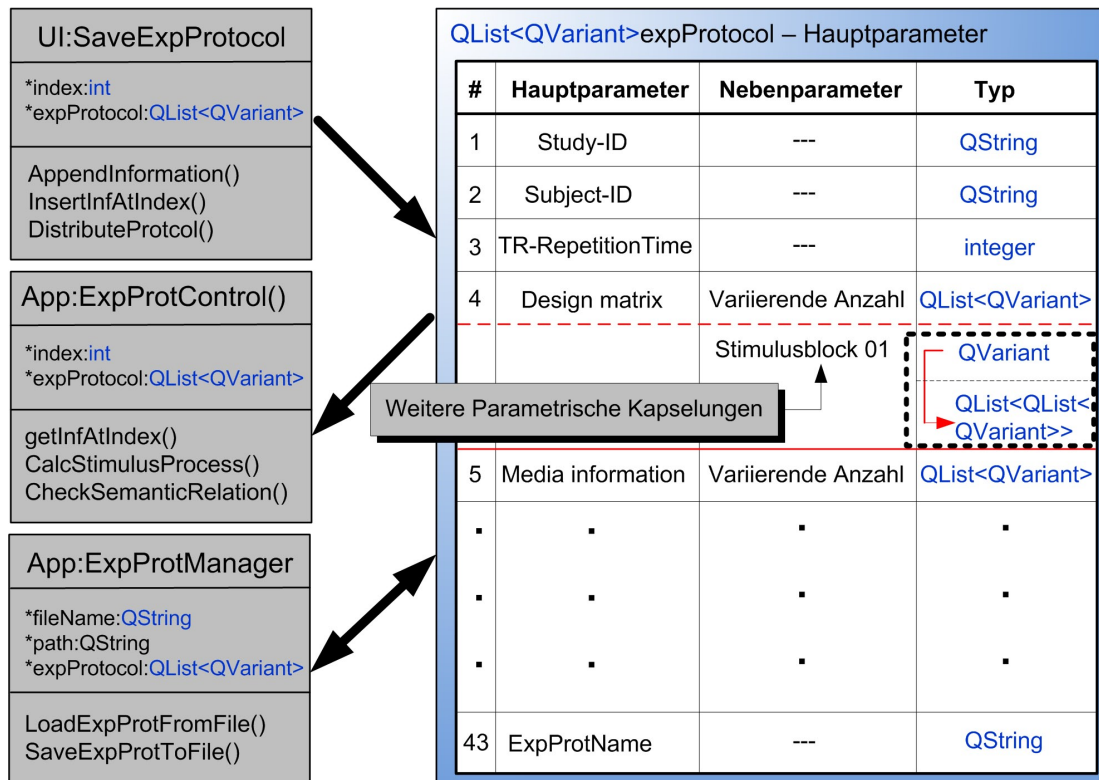 UI:SaveExpProtocol
*index:int
*expProtocol:QList<QVariant>
AppendInformation()
InsertInfAtIndex()
DistributeProtcol()
App:ExpProtControl()
*index:int
*expProtocol:QList<QVariant>
getInfAtIndex()
CalcStimulusProcess()
CheckSemanticRelation()
App:ExpProtManager
*fileName:QString
*path:QString
*expProtocol:QList<QVariant>
LoadExpProtFromFile()
SaveExpProtToFile()
QList<QVariant>expProtocol – Hauptparameter
# Hauptparameter Nebenparameter Typ
1 Study-ID --- QString
2 Subject-ID --- QString
3 TR-RepetitionTime --- integer
4 Design matrix Variierende Anzahl QList<QVariant>
Stimulusblock 01 QVariant
Weitere Parametrische Kapselungen
QList<QList<
QVariant>>
5 Media information Variierende Anzahl QList<QVariant>
. . . .
. . . .
. . . .
43 ExpProtName --- QString